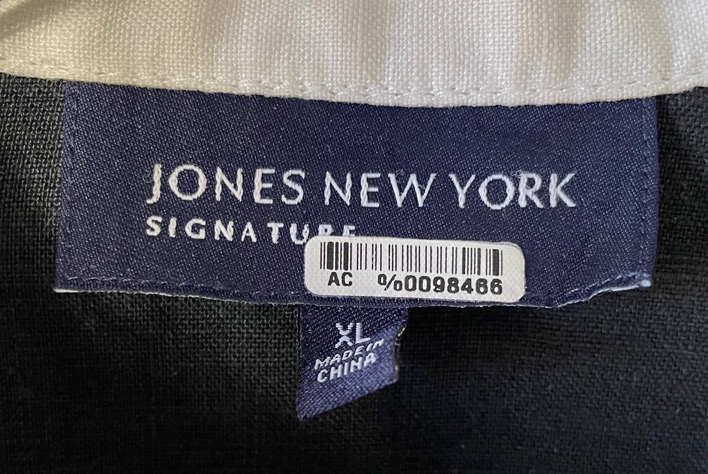 JONES NEW YORK
SIGNATURE
AC %0098466
XL
MADE IN
CHINA